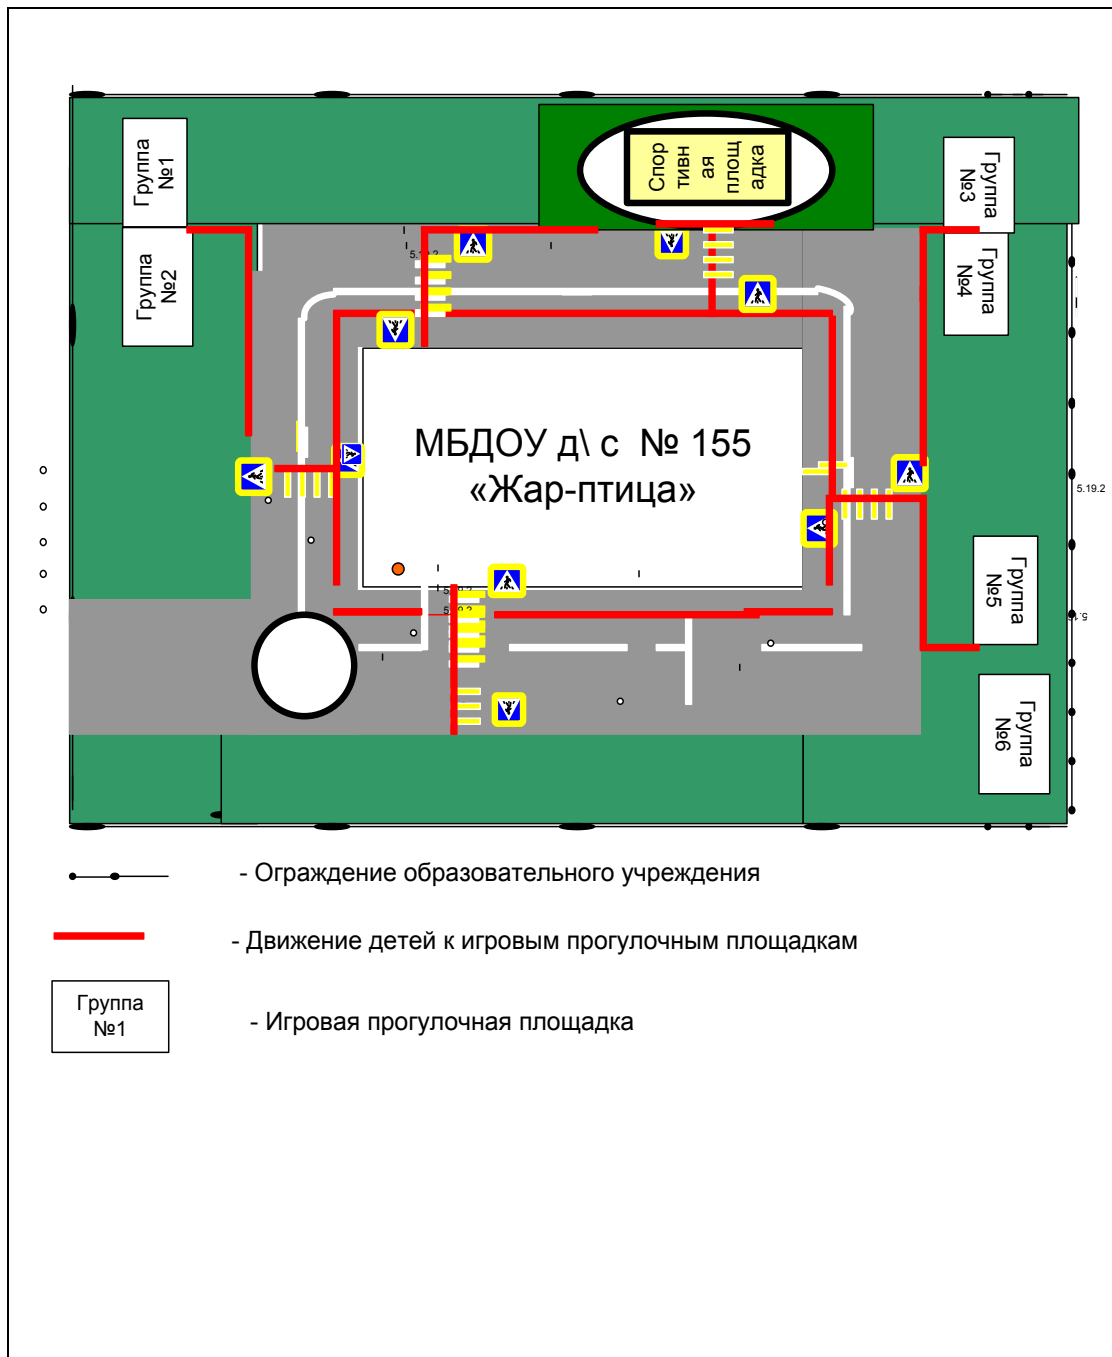 Группа
№1
Группа
№2
Спор
тивн
ая
площ
адка
Группа
№3
Группа
№4
МБДОУ д\ с № 155
«Жар-птица»
5.19.2
Группа
№5
Группа
№6
- Ограждение образовательного учреждения
- Движение детей к игровым прогулочным площадкам
Группа
№1
- Игровая прогулочная площадка